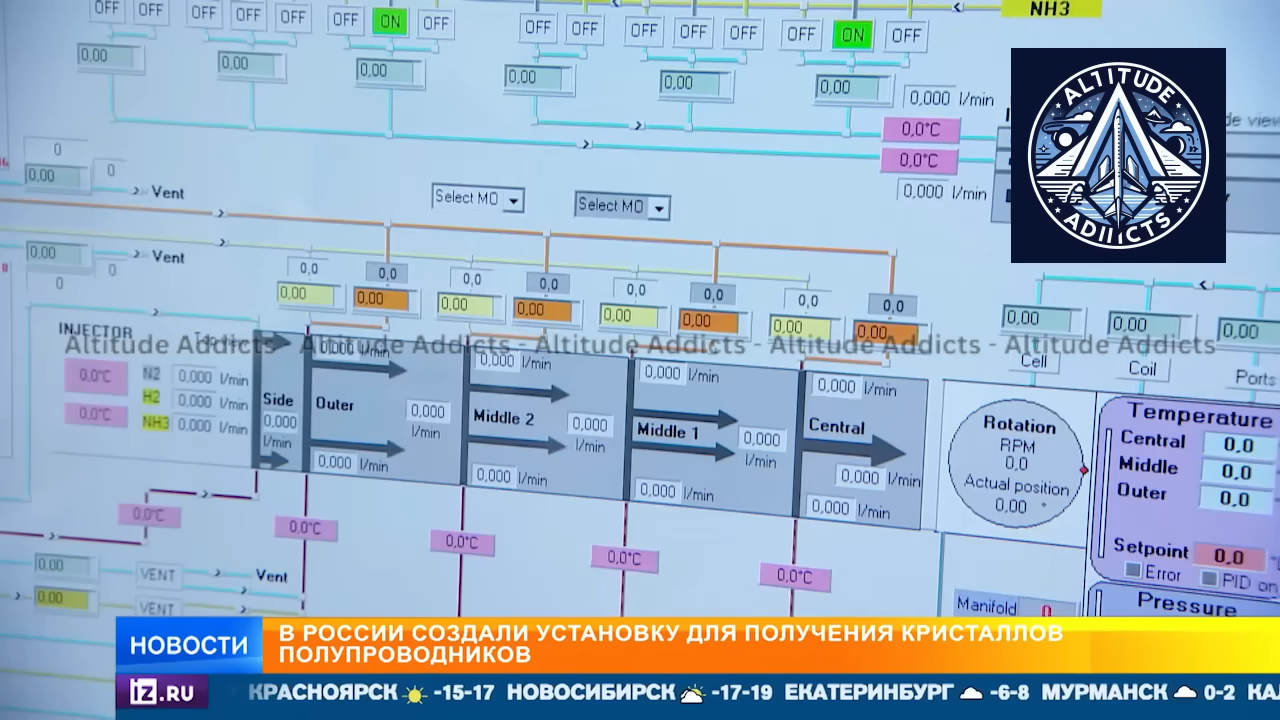 NH3
OFF OFF OFF OFF OFF OFF ON OFF OFF OFF OFF OFF OFF OFF ON OFF
0,00 0,00 0,00 0,00 0,00 0,00
0,000 l/min
0,0°C
0,0°C
0,000 l/min
ALTITUDE
ADIIICTS
de view
0
0,00
0
Vent
Select MO Select MO
0,00
0
0
Vent
0,0 0,0 0,0 0,0 0,0 0,0 0,0 0,0
0,00 0,00 0,00 0,00 0,00 0,00 0,00 0,00
0,00 0,00 0,00
Cell Coil Ports
INJECTOR
Altitude Addicts - Altitude Addicts - Altitude Addicts - Altitude Addicts - Altitude Addicts
0,0°C N2 0,000 l/min
H2 0,000 l/min
0,0°C NH3 0,000 l/min
Side
0,000
l/min
0,000 l/min
Outer
0,000
l/min
0,000 l/min
0,000 l/min
Middle 2
0,000
l/min
0,000 l/min
0,000 l/min
Middle 1
0,000
l/min
0,000 l/min
0,000 l/min
Central
0,000 l/min
0,000 l/min
Rotation
RPM
0,0
Actual position
0,00 °
Temperature
Central 0,0
Middle 0,0
Outer 0,0
Setpoint 0,0
Error PID on
Pressure
Manifold 0
0,0°C 0,0°C 0,0°C 0,0°C 0,0°C
0,00 VENT Vent
0,00 VENT
НОВОСТИ
В РОССИИ СОЗДАЛИ УСТАНОВКУ ДЛЯ ПОЛУЧЕНИЯ КРИСТАЛЛОВ
ПОЛУПРОВОДНИКОВ
IZ.RU КРАСНОЯРСК -15-17 НОВОСИБИРСК -17-19 ЕКАТЕРИНБУРГ -6-8 МУРМАНСК 0-2 КАЛ